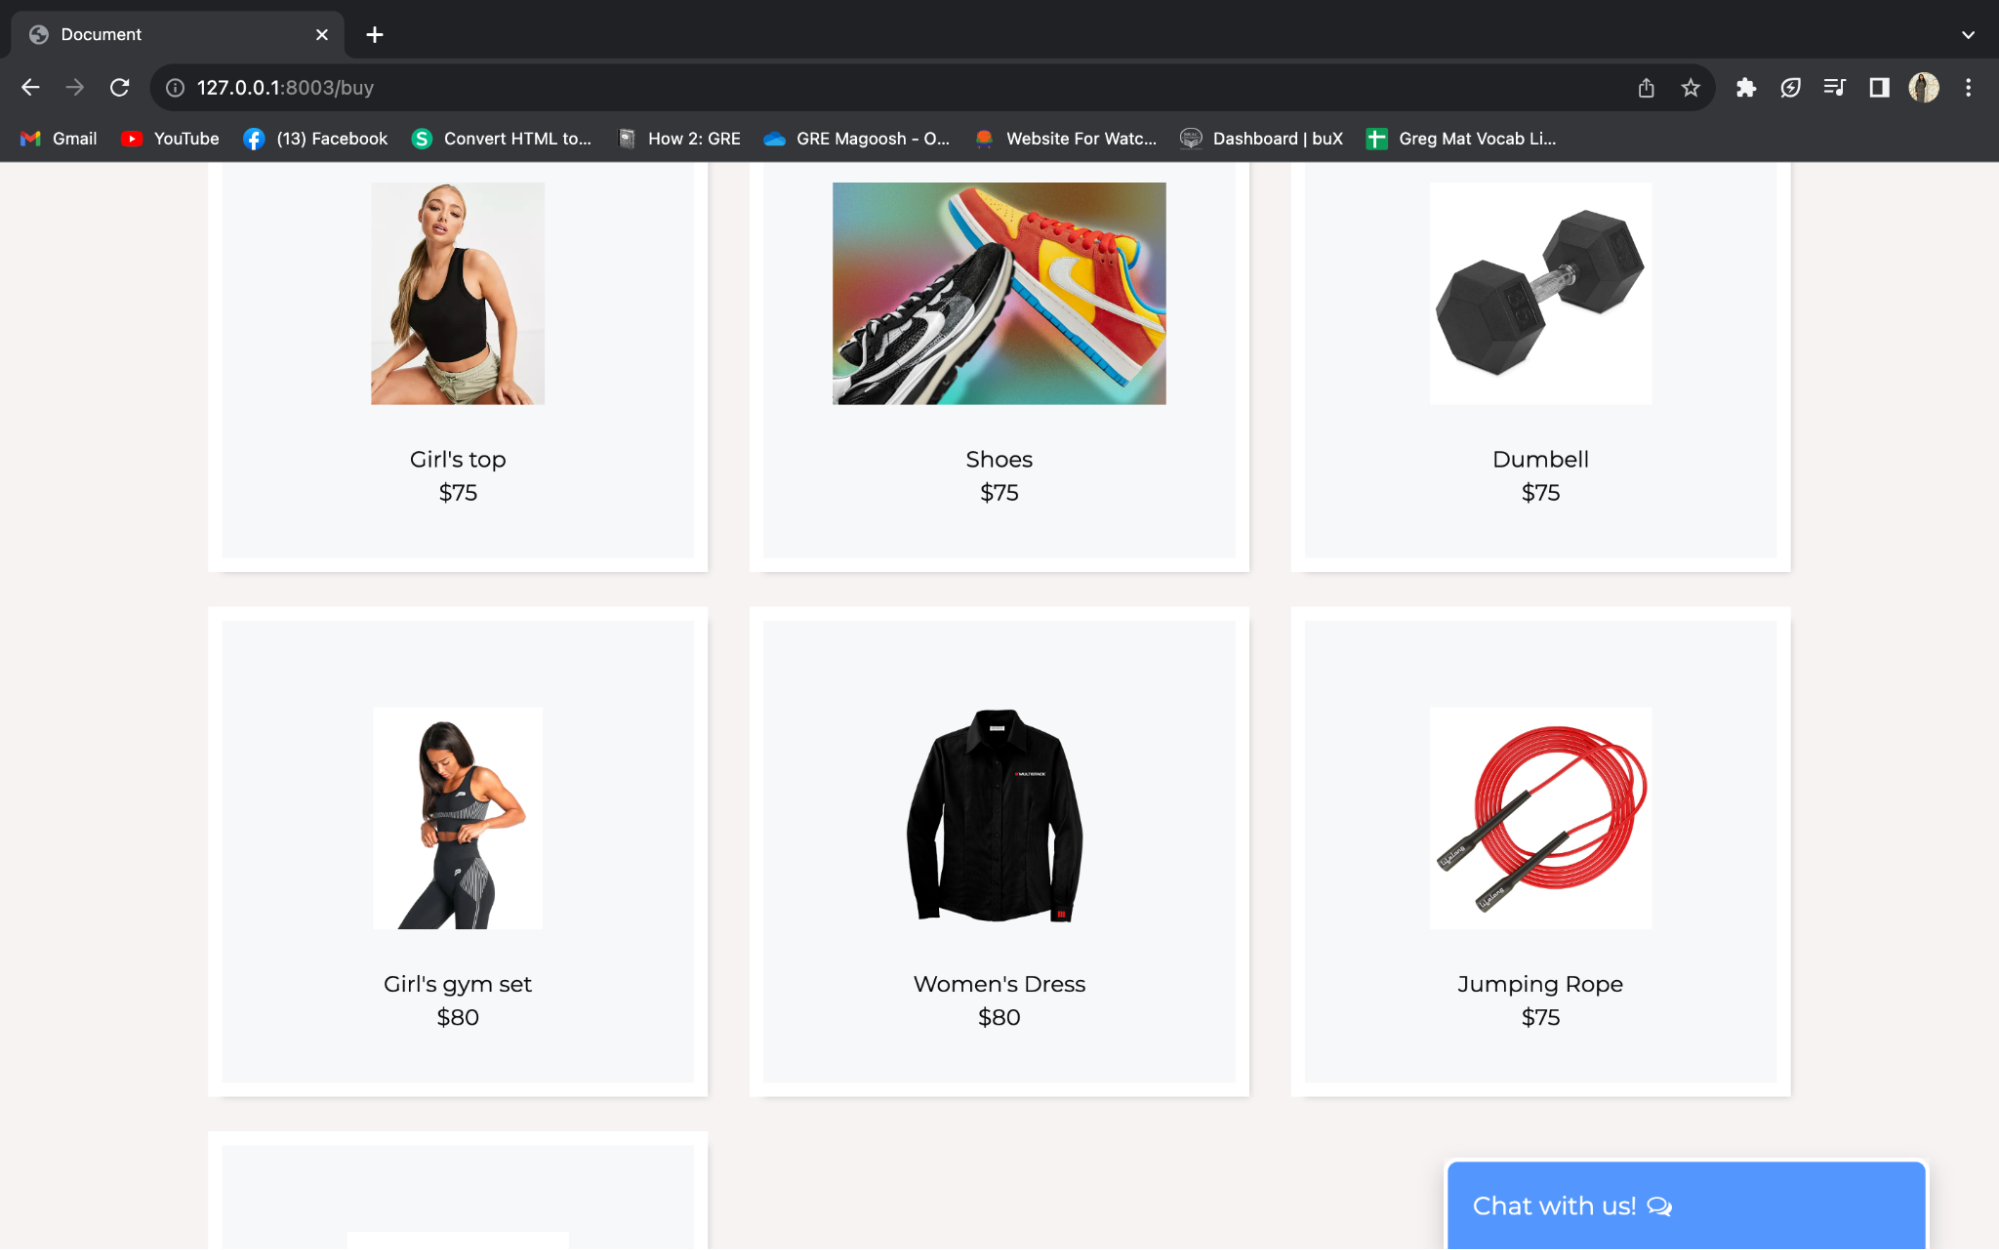 Document
127.0.0.1:8003/buy
Gmail YouTube (13) Facebook Convert HTML to... How 2: GRE GRE Magoosh - O... Website For Watc... Dashboard | buX Greg Mat Vocab Li...
Girl's top
$75
Shoes
$75
Dumbell
$75
MULTISPACK
Girl's gym set
$80
Women's Dress
$80
Jumping Rope
$75
Chat with us!